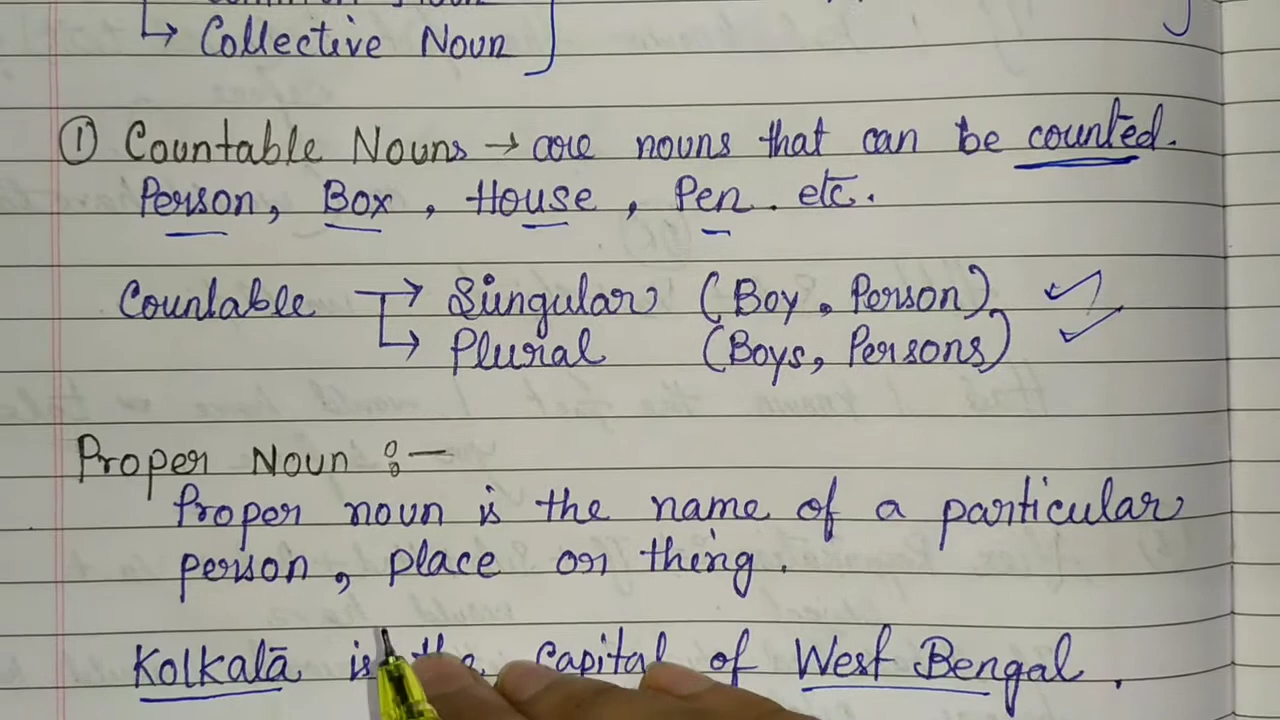 ↳ Collective Noun
① Countable Nouns → are nouns that can be counted.
Person, Box, House, Pen. etc.
Countable → Singular (Boy, Person)
↳ Plural (Boys, Persons)
Proper Noun :-
Proper noun is the name of a particular
person, place or thing.
Kolkata is the capital of West Bengal.